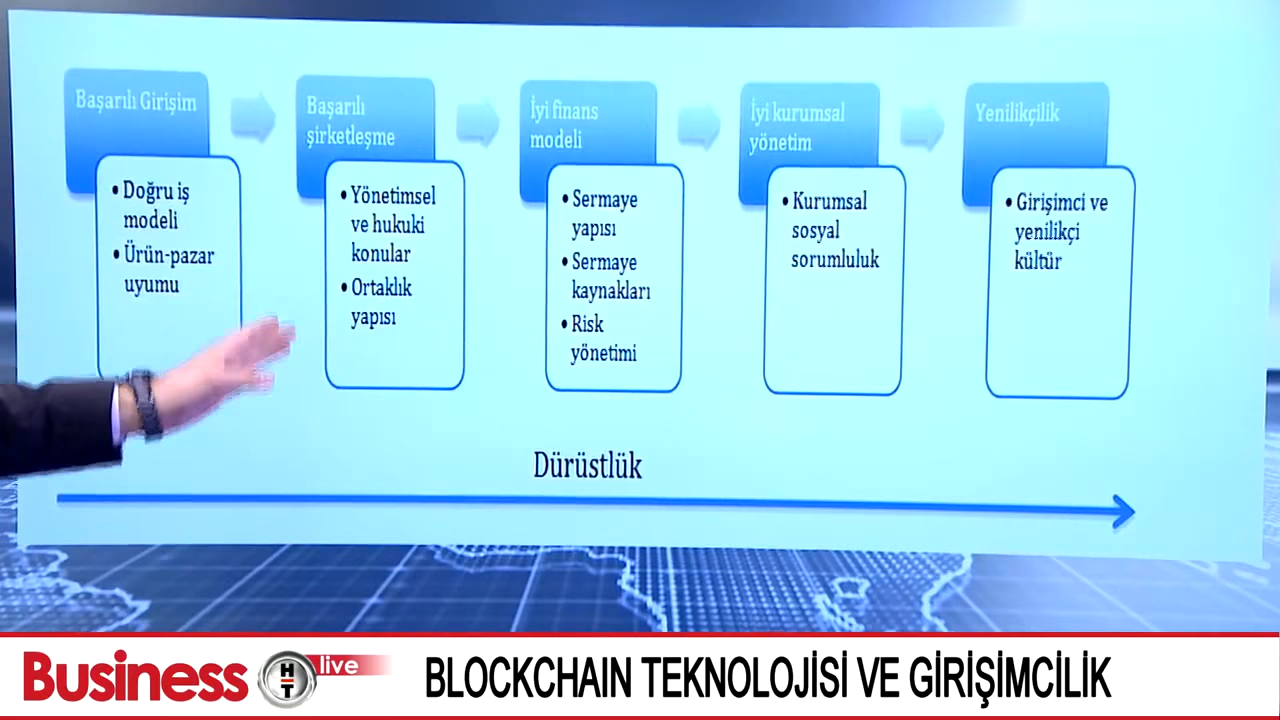 Başarılı Girişim
• Doğru iş
modeli
• Ürün-pazar
uyumu
Başarılı
şirketleşme
• Yönetimsel
ve hukuki
konular
• Ortaklık
yapısı
İyi finans
modeli
• Sermaye
yapısı
• Sermaye
kaynakları
• Risk
yönetimi
İyi kurumsal
yönetim
• Kurumsal
sosyal
sorumluluk
Yenilikçilik
• Girişimci ve
yenilikçi
kültür
Dürüstlük
Business HT live
BLOCKCHAIN TEKNOLOJİSİ VE GİRİŞİMCİLİK